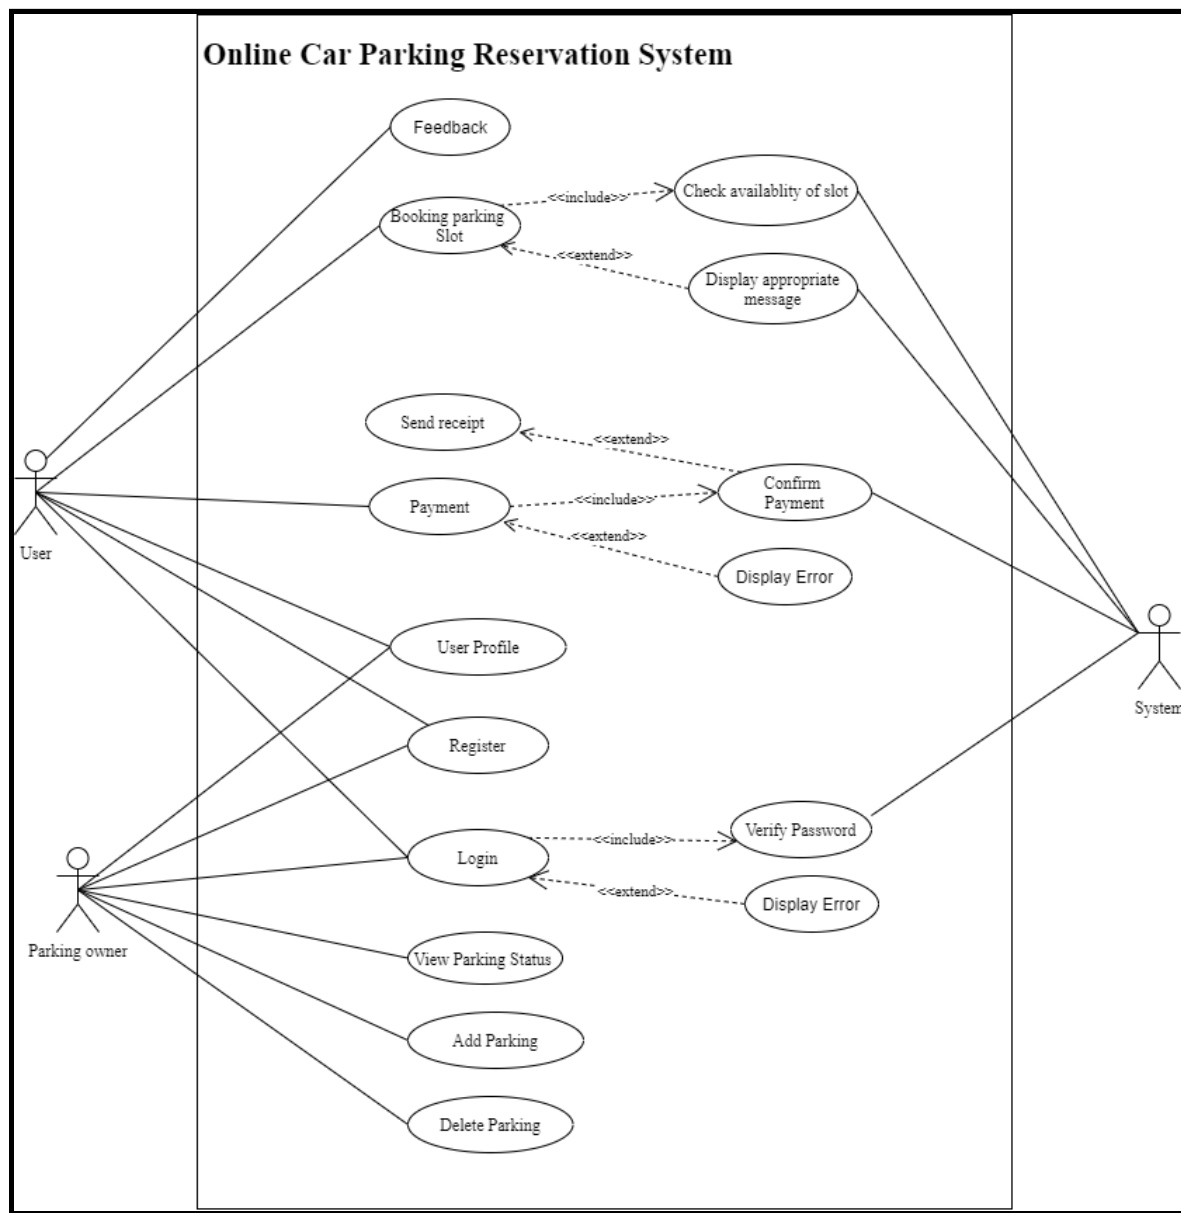 Online Car Parking Reservation System
Feedback
<<include>>
Check availablity of slot
Booking parking
Slot
<<extend>>
Display appropriate
message
Send receipt
<<extend>>
Confirm
Payment
Payment
<<include>>
<<extend>>
User
Display Error
User Profile
System
Register
Verify Password
<<include>>
Login
<<extend>>
Display Error
Parking owner
View Parking Status
Add Parking
Delete Parking